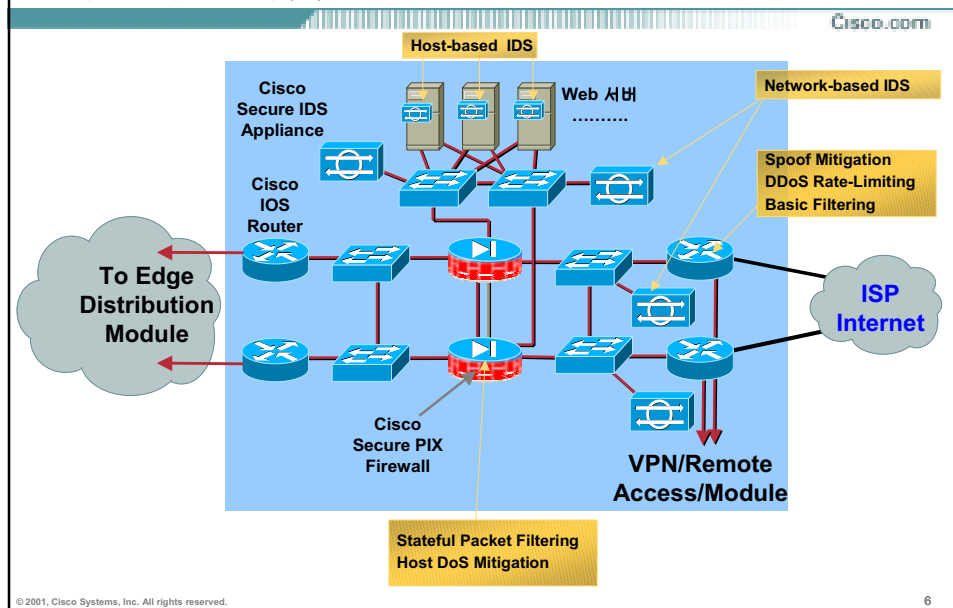 Cisco.com
Host-based IDS
Cisco
Secure IDS
Appliance
Web 서버
.........
Network-based IDS
Spoof Mitigation
DDoS Rate-Limiting
Basic Filtering
Cisco
IOS
Router
To Edge
Distribution
Module
ISP
Internet
Cisco
Secure PIX
Firewall
VPN/Remote
Access/Module
Stateful Packet Filtering
Host DoS Mitigation
© 2001, Cisco Systems, Inc. All rights reserved.
6